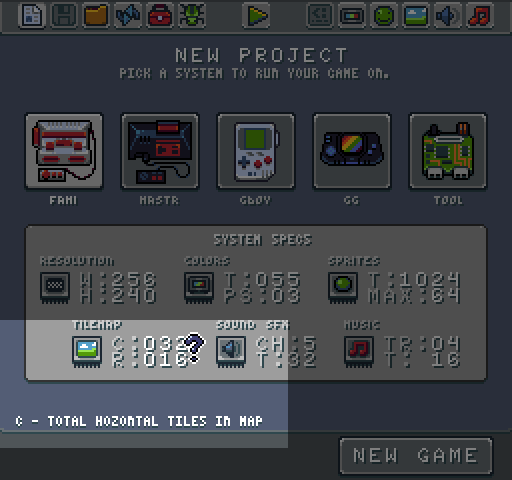 NEW PROJECT
PICK A SYSTEM TO RUN YOUR GAME ON.
FAMI MASTR GBOY GG TOOL
SYSTEM SPECS
RESOLUTION COLORS SPRITES
W:256 T:055 T:1024
H:240 PS:03 MAX:64
TILEMAP SOUND SFX MUSIC
C:032 CH:5 TR:04
R:016 T:32 T: 16
C - TOTAL HOZONTAL TILES IN MAP
NEW GAME